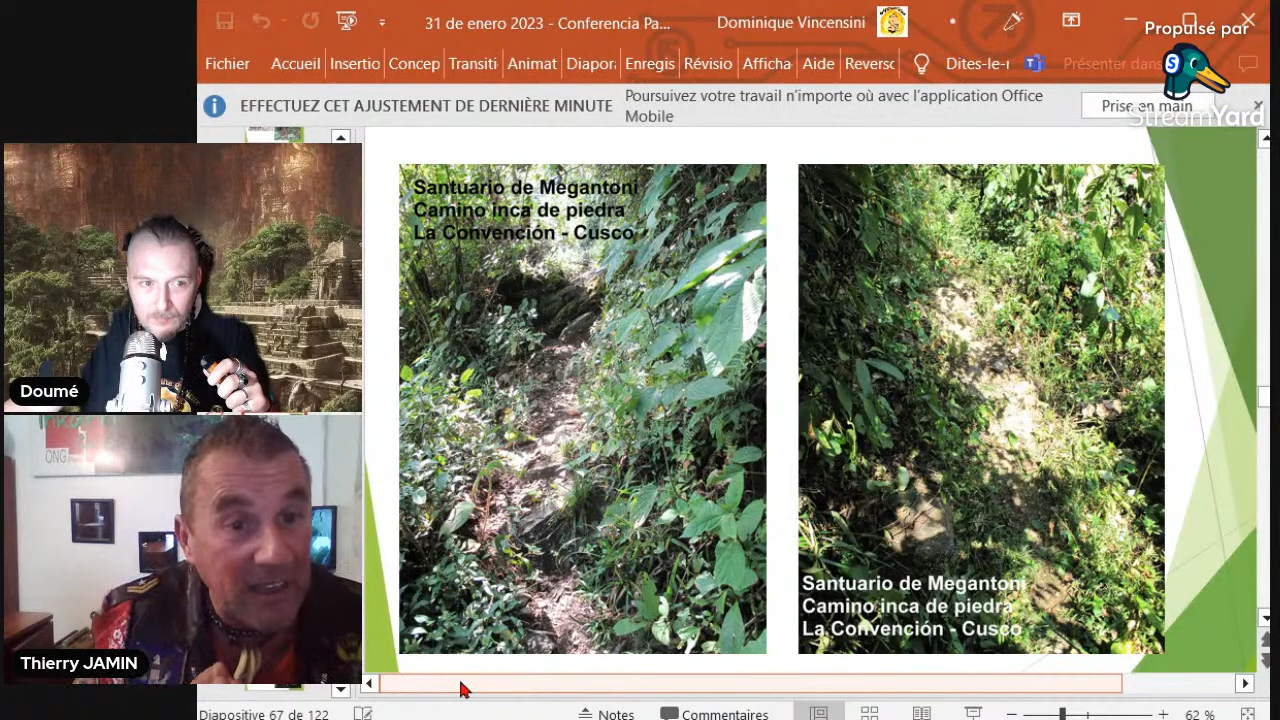 31 de enero 2023 - Conferencia Pa...
Dominique Vincensini
Propulsé par
StreamYard
Fichier
Accueil
Insertio
Concep
Transiti
Animat
Diapora
Enregis
Révisio
Afficha
Aide
Reverso
Dites-le-r
Présenter dans
EFFECTUEZ CET AJUSTEMENT DE DERNIÈRE MINUTE
Poursuivez votre travail n'importe où avec l'application Office
Mobile
Prise en main
Santuario de Megantoni
Camino inca de piedra
La Convención - Cusco
Santuario de Megantoni
Camino inca de piedra
La Convención - Cusco
Doumé
ONG
Thierry JAMIN
Diapositive 67 de 122
Notes
Commentaires
62 %